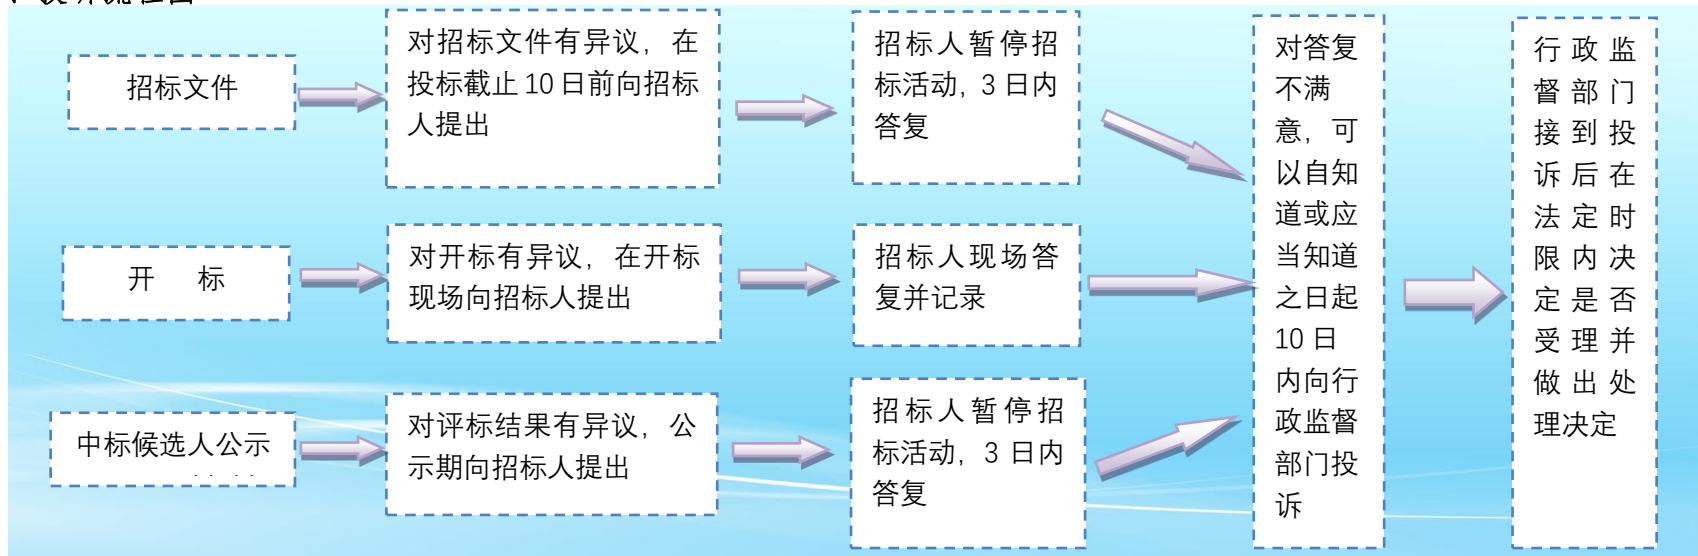 招标文件
对招标文件有异议，在
投标截止 10 日前向招标
人提出
招标人暂停招
标活动，3 日内
答复
开 标
对开标有异议，在开标
现场向招标人提出
招标人现场答
复并记录
中标候选人公示
对评标结果有异议，公
示期向招标人提出
招标人暂停招
标活动，3 日内
答复
对答复
不满
意，可
以自知
道或应
当知道
之日起
10 日
内向行
政监督
部门投
诉
行政监
督部门
接到投
诉后在
法定时
限内决
定是否
受理并
做出处
理决定